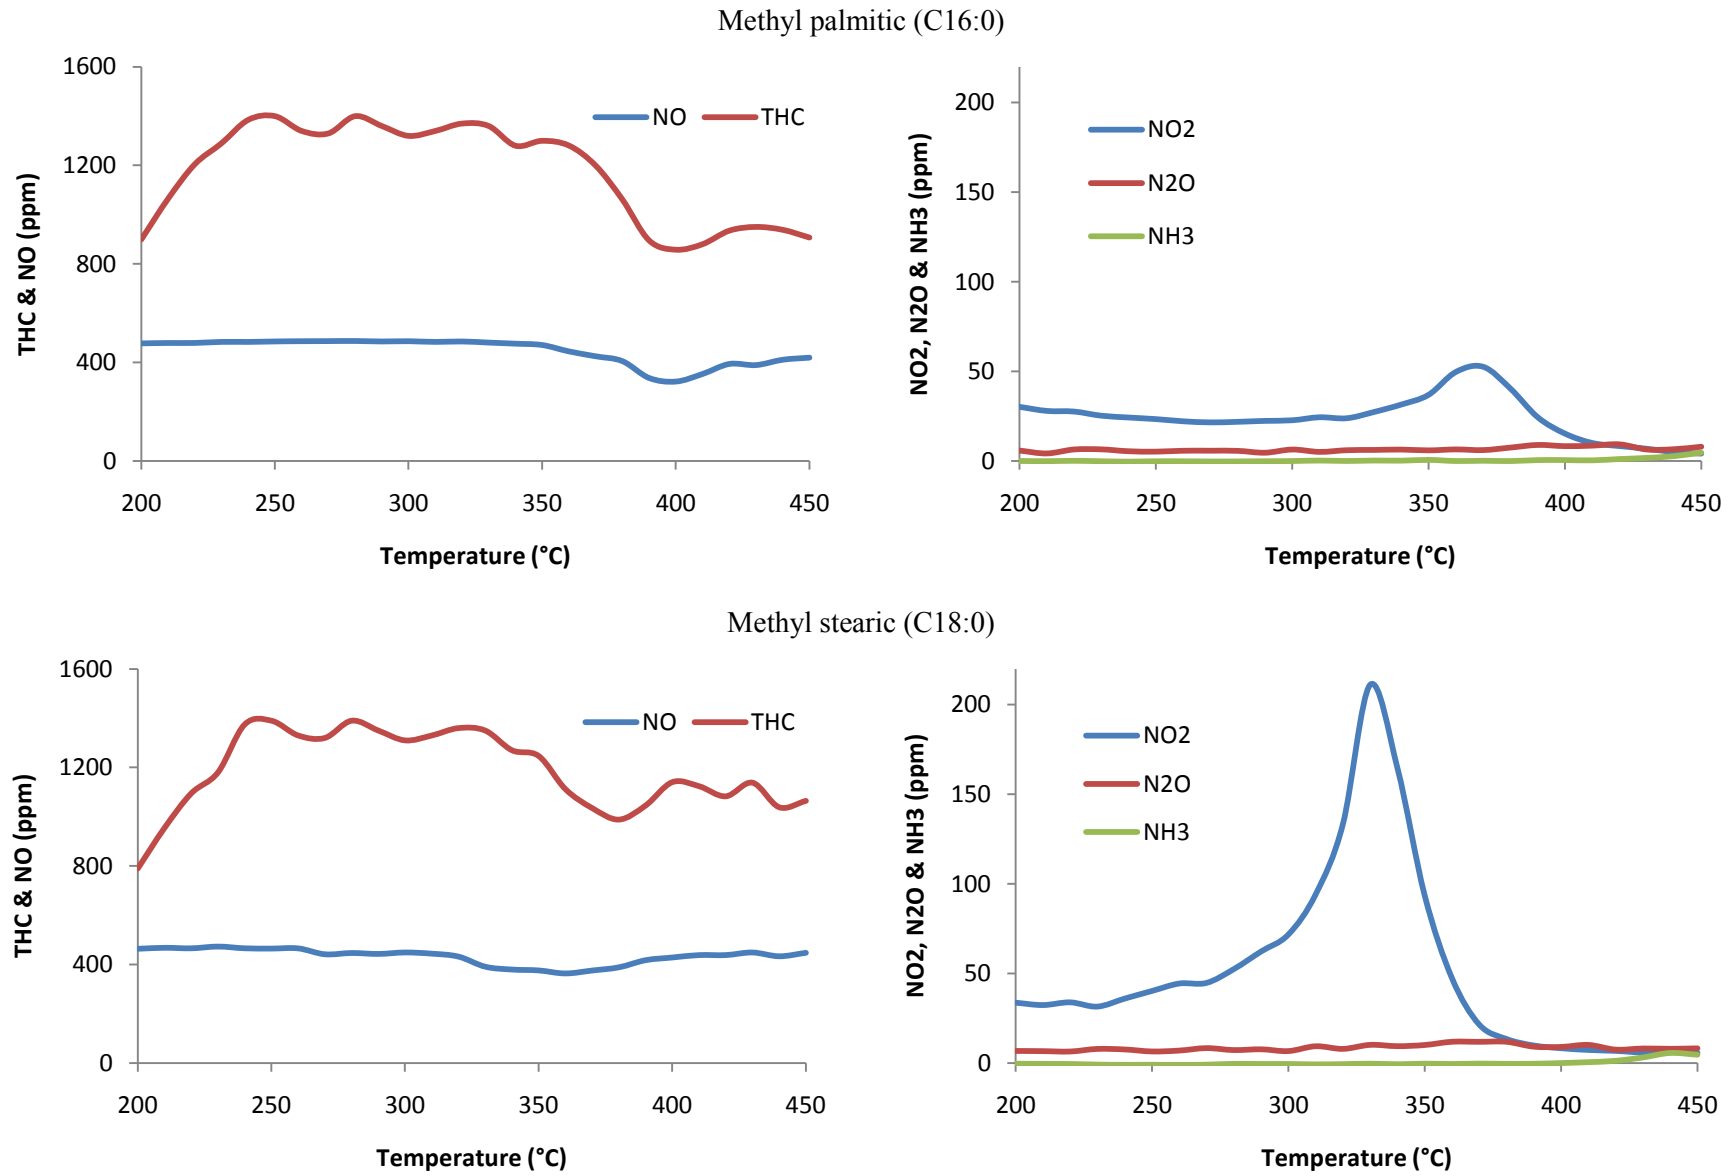 Methyl palmitic (C16:0)
THC & NO (ppm)
1600
1200
800
400
0
NO
THC
200 250 300 350 400 450
Temperature (°C)
NO2, N2O & NH3 (ppm)
200
150
100
50
0
NO2
N2O
NH3
200 250 300 350 400 450
Temperature (°C)
Methyl stearic (C18:0)
THC & NO (ppm)
1600
1200
800
400
0
NO
THC
200 250 300 350 400 450
Temperature (°C)
NO2, N2O & NH3 (ppm)
200
150
100
50
0
NO2
N2O
NH3
200 250 300 350 400 450
Temperature (°C)